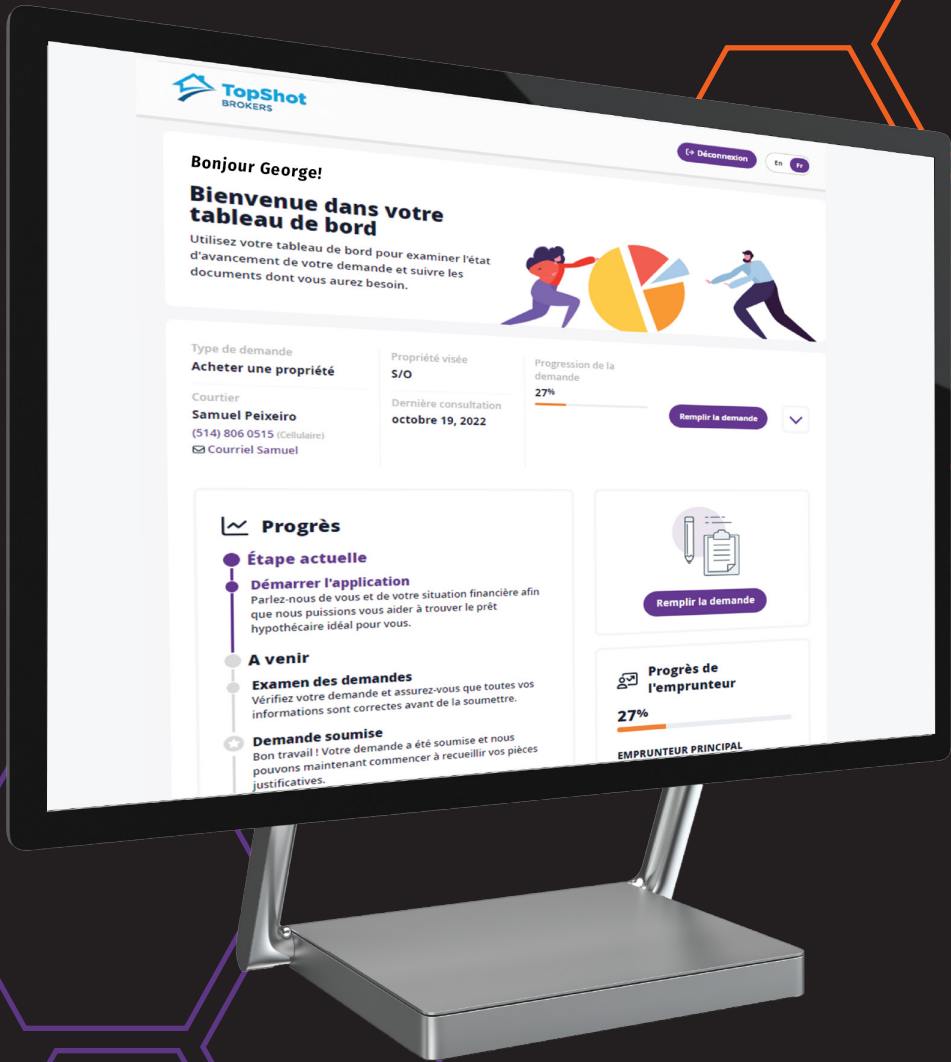 TopShot
BROKERS
Déconnexion
En Fr
Bonjour George!
Bienvenue dans votre
tableau de bord
Utilisez votre tableau de bord pour examiner l'état
d'avancement de votre demande et suivre les
documents dont vous aurez besoin.
Type de demande
Acheter une propriété
Courtier
Samuel Peixeiro
(514) 806 0515 (Cellulaire)
Courriel Samuel
Propriété visée
S/O
Dernière consultation
octobre 19, 2022
Progression de la
demande
27%
Remplir la demande
Progrès
Étape actuelle
Démarrer l'application
Parlez-nous de vous et de votre situation financière afin
que nous puissions vous aider à trouver le prêt
hypothécaire idéal pour vous.
A venir
Examen des demandes
Vérifiez votre demande et assurez-vous que toutes vos
informations sont correctes avant de la soumettre.
Demande soumise
Bon travail ! Votre demande a été soumise et nous
pouvons maintenant commencer à recueillir vos pièces
justificatives.
Remplir la demande
Progrès de
l'emprunteur
27%
EMPRUNTEUR PRINCIPAL